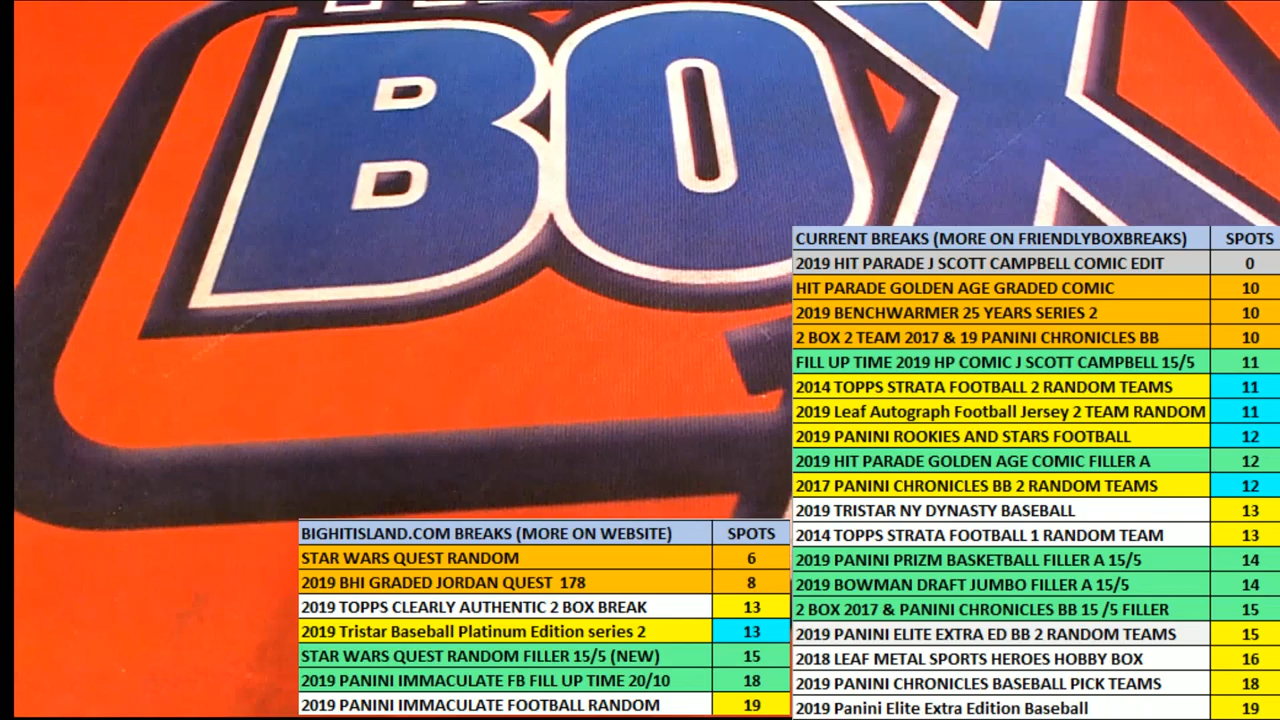 BOX
CURRENT BREAKS (MORE ON FRIENDLYBOXBREAKS) SPOTS
2019 HIT PARADE J SCOTT CAMPBELL COMIC EDIT 0
HIT PARADE GOLDEN AGE GRADED COMIC 10
2019 BENCHWARMER 25 YEARS SERIES 2 10
2 BOX 2 TEAM 2017 & 19 PANINI CHRONICLES BB 10
FILL UP TIME 2019 HP COMIC J SCOTT CAMPBELL 15/5 11
2014 TOPPS STRATA FOOTBALL 2 RANDOM TEAMS 11
2019 Leaf Autograph Football Jersey 2 TEAM RANDOM 11
2019 PANINI ROOKIES AND STARS FOOTBALL 12
2019 HIT PARADE GOLDEN AGE COMIC FILLER A 12
2017 PANINI CHRONICLES BB 2 RANDOM TEAMS 12
2019 TRISTAR NY DYNASTY BASEBALL 13
2014 TOPPS STRATA FOOTBALL 1 RANDOM TEAM 13
2019 PANINI PRIZM BASKETBALL FILLER A 15/5 14
2019 BOWMAN DRAFT JUMBO FILLER A 15/5 14
2 BOX 2017 & PANINI CHRONICLES BB 15 /5 FILLER 15
2019 PANINI ELITE EXTRA ED BB 2 RANDOM TEAMS 15
2018 LEAF METAL SPORTS HEROES HOBBY BOX 16
2019 PANINI CHRONICLES BASEBALL PICK TEAMS 18
2019 Panini Elite Extra Edition Baseball 19
BIGHITISLAND.COM BREAKS (MORE ON WEBSITE) SPOTS
STAR WARS QUEST RANDOM 6
2019 BHI GRADED JORDAN QUEST 178 8
2019 TOPPS CLEARLY AUTHENTIC 2 BOX BREAK 13
2019 Tristar Baseball Platinum Edition series 2 13
STAR WARS QUEST RANDOM FILLER 15/5 (NEW) 15
2019 PANINI IMMACULATE FB FILL UP TIME 20/10 18
2019 PANINI IMMACULATE FOOTBALL RANDOM 19